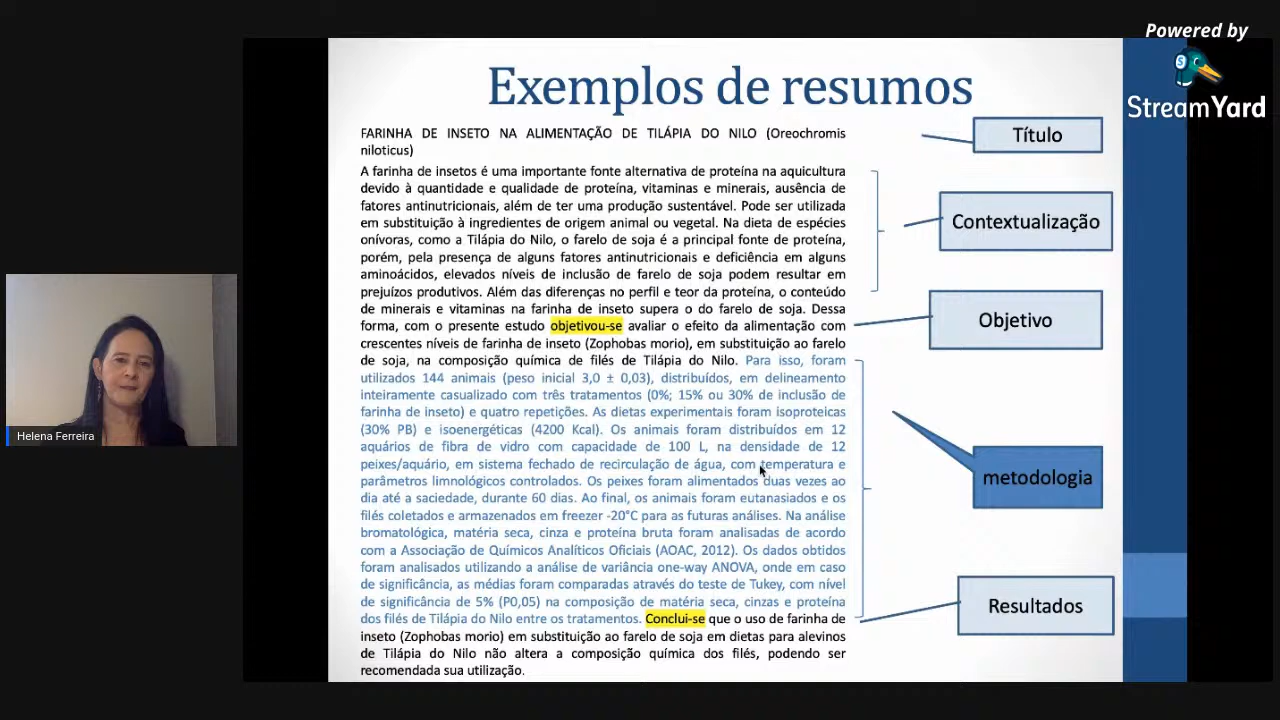 Powered by
StreamYard
Exemplos de resumos
FARINHA DE INSETO NA ALIMENTAÇÃO DE TILÁPIA DO NILO (Oreochromis
niloticus)
A farinha de insetos é uma importante fonte alternativa de proteína na aquicultura
devido à quantidade e qualidade de proteína, vitaminas e minerais, ausência de
fatores antinutricionais, além de ter uma produção sustentável. Pode ser utilizada
em substituição à ingredientes de origem animal ou vegetal. Na dieta de espécies
onívoras, como a Tilápia do Nilo, o farelo de soja é a principal fonte de proteína,
porém, pela presença de alguns fatores antinutricionais e deficiência em alguns
aminoácidos, elevados níveis de inclusão de farelo de soja podem resultar em
prejuízos produtivos. Além das diferenças no perfil e teor da proteína, o conteúdo
de minerais e vitaminas na farinha de inseto supera o do farelo de soja. Dessa
forma, com o presente estudo objetivou-se avaliar o efeito da alimentação com
crescentes níveis de farinha de inseto (Zophobas morio), em substituição ao farelo
de soja, na composição química de filés de Tilápia do Nilo. Para isso, foram
utilizados 144 animais (peso inicial 3,0 ± 0,03), distribuídos, em delineamento
inteiramente casualizado com três tratamentos (0%; 15% ou 30% de inclusão de
farinha de inseto) e quatro repetições. As dietas experimentais foram isoproteicas
(30% PB) e isoenergéticas (4200 Kcal). Os animais foram distribuídos em 12
aquários de fibra de vidro com capacidade de 100 L, na densidade de 12
peixes/aquário, em sistema fechado de recirculação de água, com temperatura e
parâmetros limnológicos controlados. Os peixes foram alimentados duas vezes ao
dia até a saciedade, durante 60 dias. Ao final, os animais foram eutanasiados e os
filés coletados e armazenados em freezer -20°C para as futuras análises. Na análise
bromatológica, matéria seca, cinza e proteína bruta foram analisadas de acordo
com a Associação de Químicos Analíticos Oficiais (AOAC, 2012). Os dados obtidos
foram analisados utilizando a análise de variância one-way ANOVA, onde em caso
de significância, as médias foram comparadas através do teste de Tukey, com nível
de significância de 5% (P0,05) na composição de matéria seca, cinzas e proteína
dos filés de Tilápia do Nilo entre os tratamentos. Conclui-se que o uso de farinha de
inseto (Zophobas morio) em substituição ao farelo de soja em dietas para alevinos
de Tilápia do Nilo não altera a composição química dos filés, podendo ser
recomendada sua utilização.
Título
Contextualização
Objetivo
metodologia
Resultados
Helena Ferreira